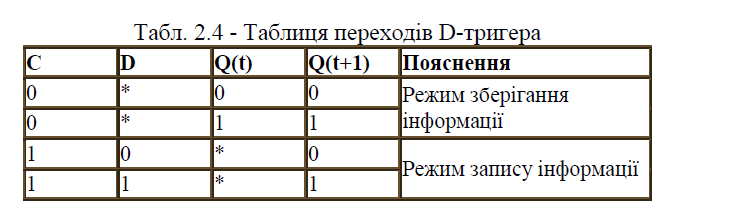 Табл. 2.4 - Таблиця переходів D-тригера
C D Q(t) Q(t+1) Пояснення
0 * 0 0 Режим зберігання
0 * 1 1 інформації
1 0 * 0 Режим запису інформації
1 1 * 1